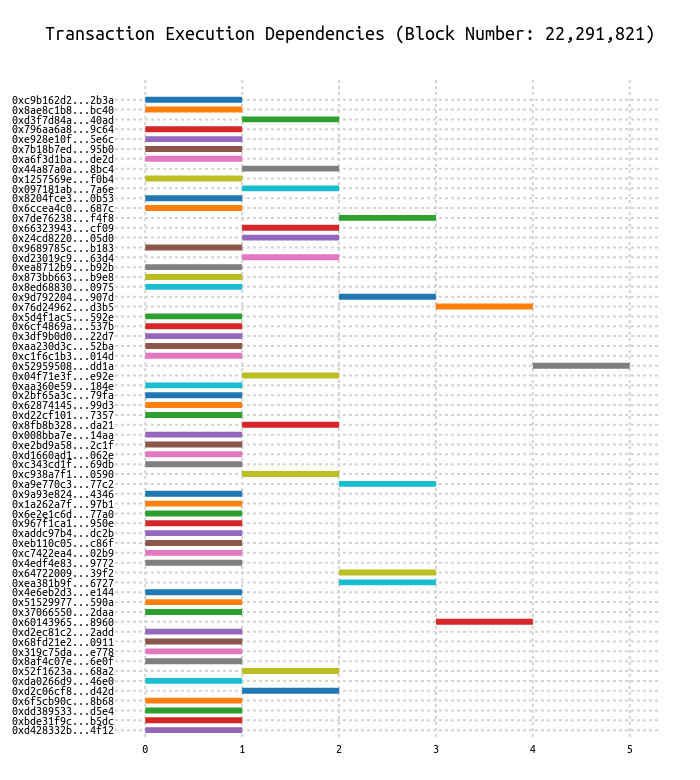 Transaction Execution Dependencies (Block Number: 22,291,821)
0xc9b162d2...2b3a
0x8ae8c1b8...bc40
0xd3f7d84a...40ad
0x796aa6a8...9c64
0xe928e10f...5e6c
0x7b18b7ed...95b0
0xa6f3d1ba...de2d
0x44a87a0a...8bc4
0x1257569e...f0b4
0x097181ab...7a6e
0x8204fce3...0b53
0x6ccea4c0...687c
0x7de76238...f4f8
0x66323943...cf09
0x24cd8220...05d0
0x9689785c...b183
0xd23019c9...63d4
0xea8712b9...b92b
0x873bb663...b9e8
0x8ed68830...0975
0x9d792204...907d
0x76d24962...d3b5
0x5d4f1ac5...592e
0x6cf4869a...537b
0x3df9b0d0...22d7
0xaa230d3c...52ba
0xc1f6c1b3...014d
0x52959508...dd1a
0x04f71e3f...e92e
0xaa360e59...184e
0x2bf65a3c...79fa
0x62874145...99d3
0xd22cf101...7357
0x8fb8b328...da21
0x008bba7e...14aa
0xe2bd9a58...2c1f
0xd1660ad1...062e
0xc343cd1f...69db
0xc938a7f1...0590
0xa9e770c3...77c2
0x9a93e824...4346
0x1a262a7f...97b1
0x6e2e1c6d...77a0
0x967f1ca1...950e
0xaddc97b4...dc2b
0xeb110c05...c86f
0xc7422ea4...02b9
0x4edf4e83...9772
0x64722009...39f2
0xea381b9f...6727
0x4e6eb2d3...e144
0x51529977...590a
0x37066550...2daa
0x60143965...8960
0xd2ec81c2...2add
0x68fd21e2...0911
0x319c75da...e778
0x8af4c07e...6e0f
0x52f1623a...68a2
0xda0266d9...46e0
0xd2c06cf8...d42d
0x6f5cb90c...8b68
0xdd389533...d5e4
0xbde31f9c...b5dc
0xd428332b...4f12
0 1 2 3 4 5